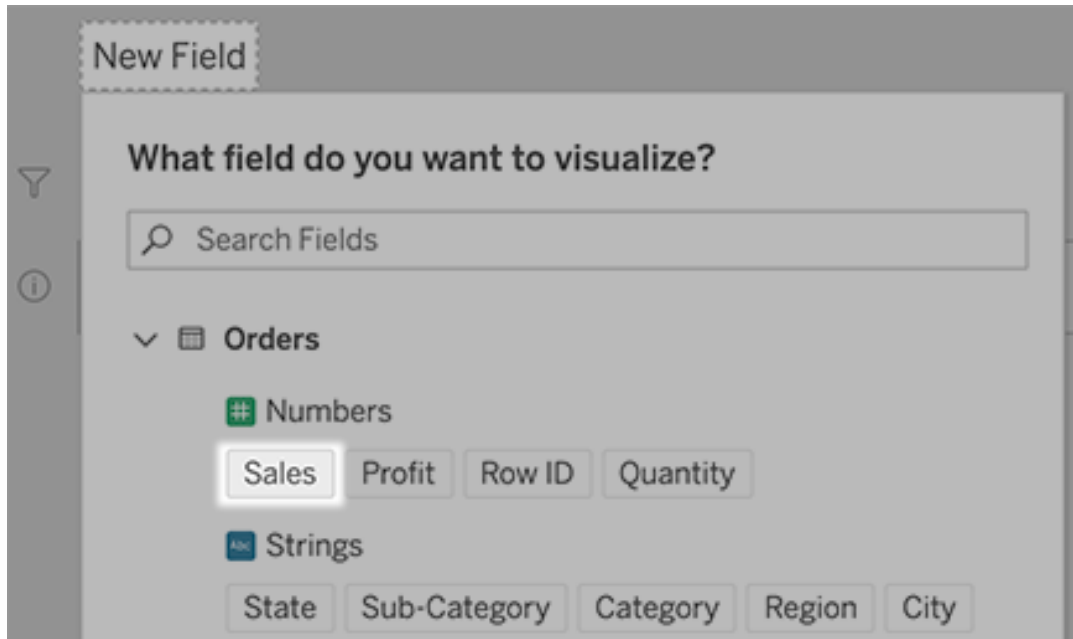 New Field
What field do you want to visualize?
Search Fields
Orders
# Numbers
Sales Profit Row ID Quantity
Abc Strings
State Sub-Category Category Region City